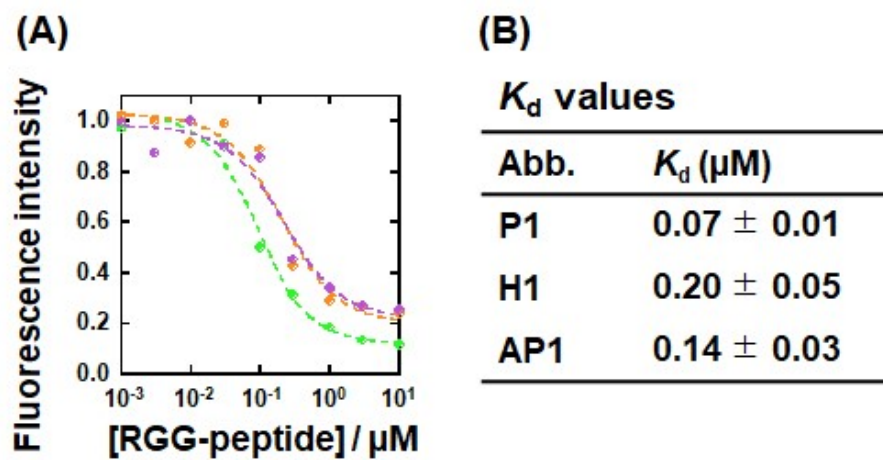 (A)
Fluorescence intensity
1.0
0.8
0.6
0.4
0.2
0.0
10⁻³ 10⁻² 10⁻¹ 10⁰ 10¹
[RGG-peptide] / µM
(B)
Kd values
Abb. Kd (µM)
P1 0.07 ± 0.01
H1 0.20 ± 0.05
AP1 0.14 ± 0.03